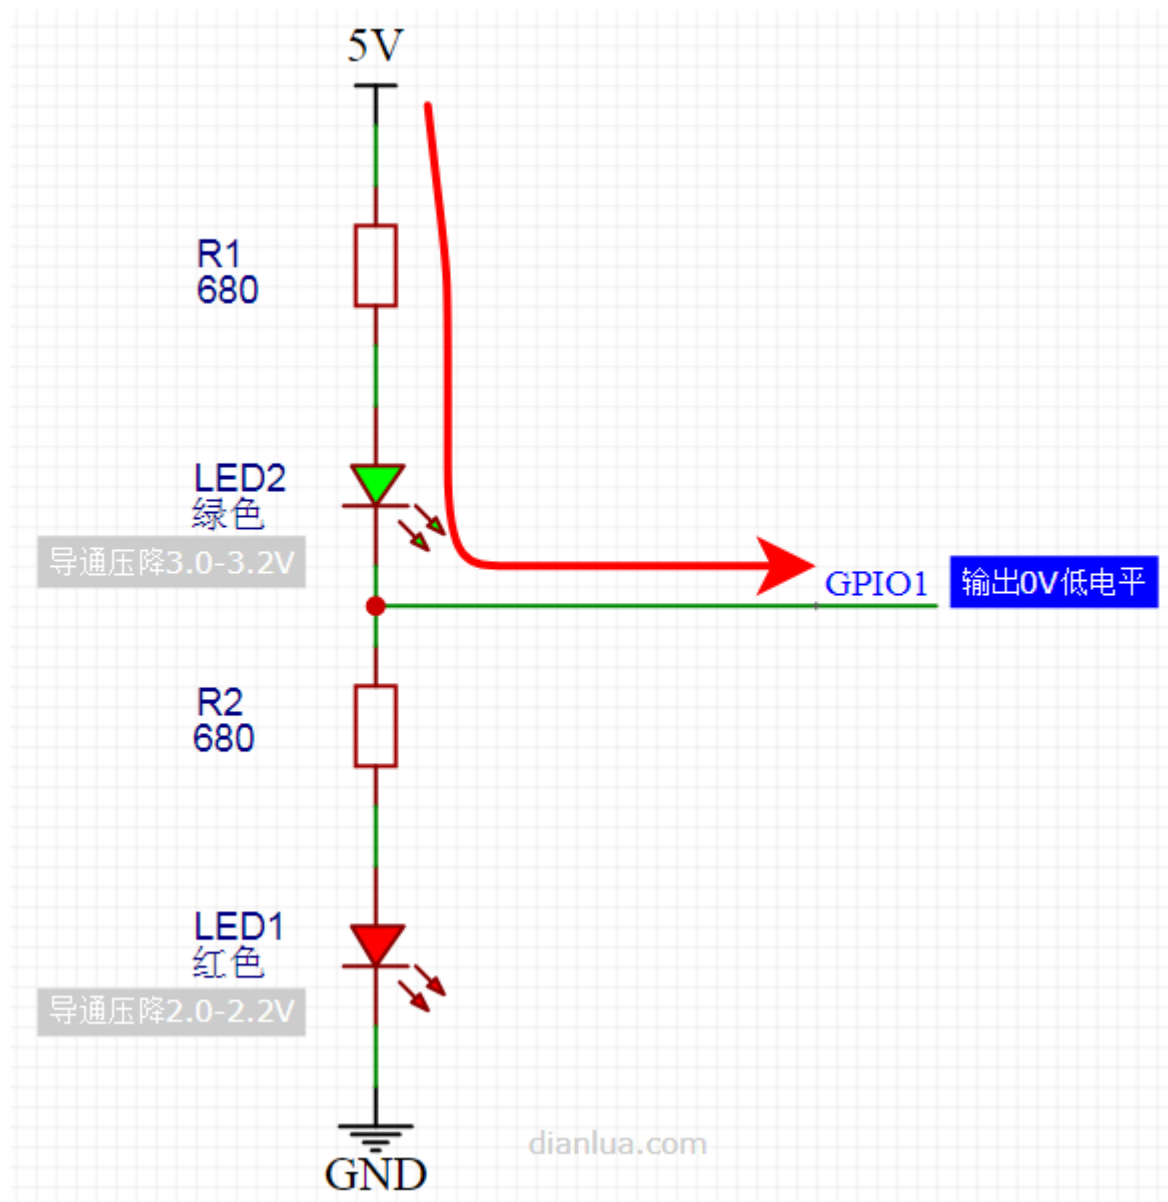 5V
R1
680
LED2
绿色
导通压降3.0-3.2V
GPIO1
输出0V低电平
R2
680
LED1
红色
导通压降2.0-2.2V
dianlua.com
GND